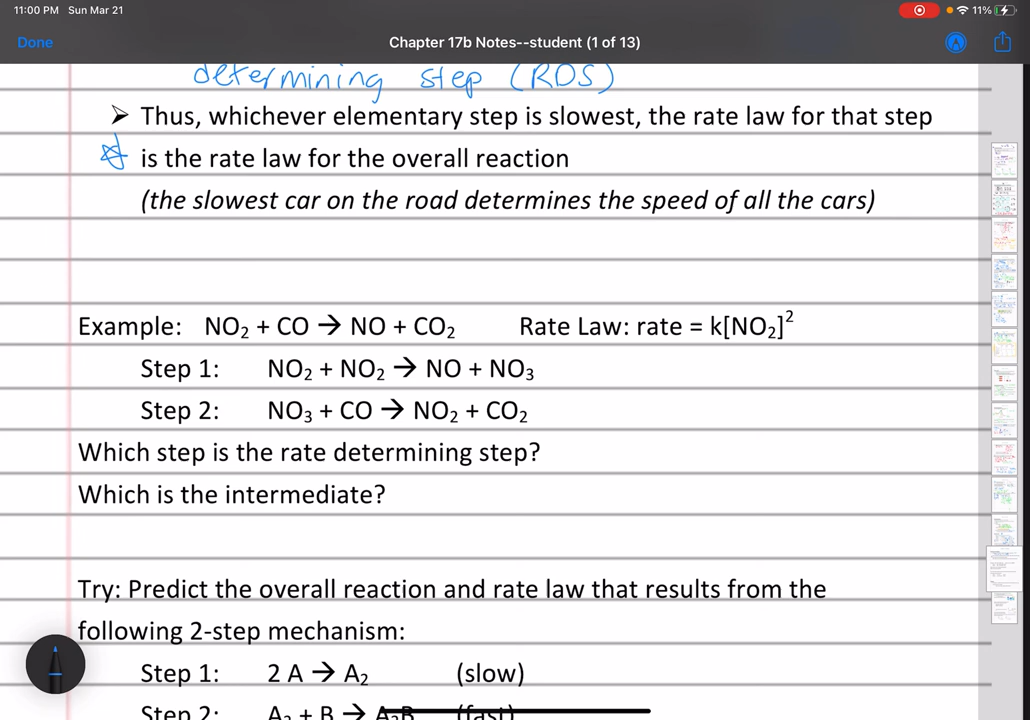 11:00 PM Sun Mar 21
11%
Done
Chapter 17b Notes--student (1 of 13)
determining step (RDS)
➢ Thus, whichever elementary step is slowest, the rate law for that step
is the rate law for the overall reaction
(the slowest car on the road determines the speed of all the cars)
Example: NO₂ + CO → NO + CO₂ Rate Law: rate = k[NO₂]²
Step 1: NO₂ + NO₂ → NO + NO₃
Step 2: NO₃ + CO → NO₂ + CO₂
Which step is the rate determining step?
Which is the intermediate?
Try: Predict the overall reaction and rate law that results from the
following 2-step mechanism:
Step 1: 2 A → A₂ (slow)
Step 2: A₂ + B → A₂B (fast)